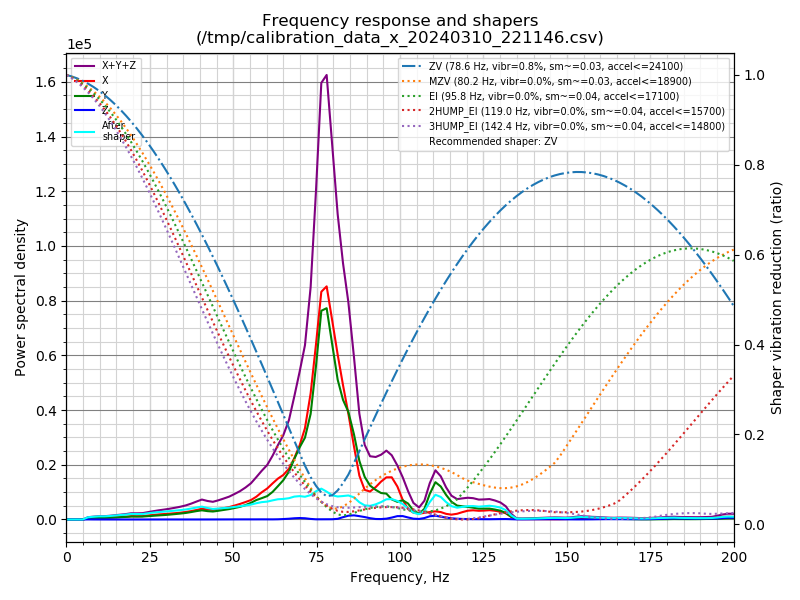 Frequency response and shapers
(/tmp/calibration_data_x_20240310_221146.csv)
1e5
X+Y+Z
X
Y
Z
After
shaper
ZV (78.6 Hz, vibr=0.8%, sm~=0.03, accel<=24100)
MZV (80.2 Hz, vibr=0.0%, sm~=0.03, accel<=18900)
EI (95.8 Hz, vibr=0.0%, sm~=0.04, accel<=17100)
2HUMP_EI (119.0 Hz, vibr=0.0%, sm~=0.04, accel<=15700)
3HUMP_EI (142.4 Hz, vibr=0.0%, sm~=0.04, accel<=14800)
Recommended shaper: ZV
Power spectral density
1.6
1.4
1.2
1.0
0.8
0.6
0.4
0.2
0.0
1.0
0.8
0.6
0.4
0.2
0.0
Shaper vibration reduction (ratio)
0 25 50 75 100 125 150 175 200
Frequency, Hz